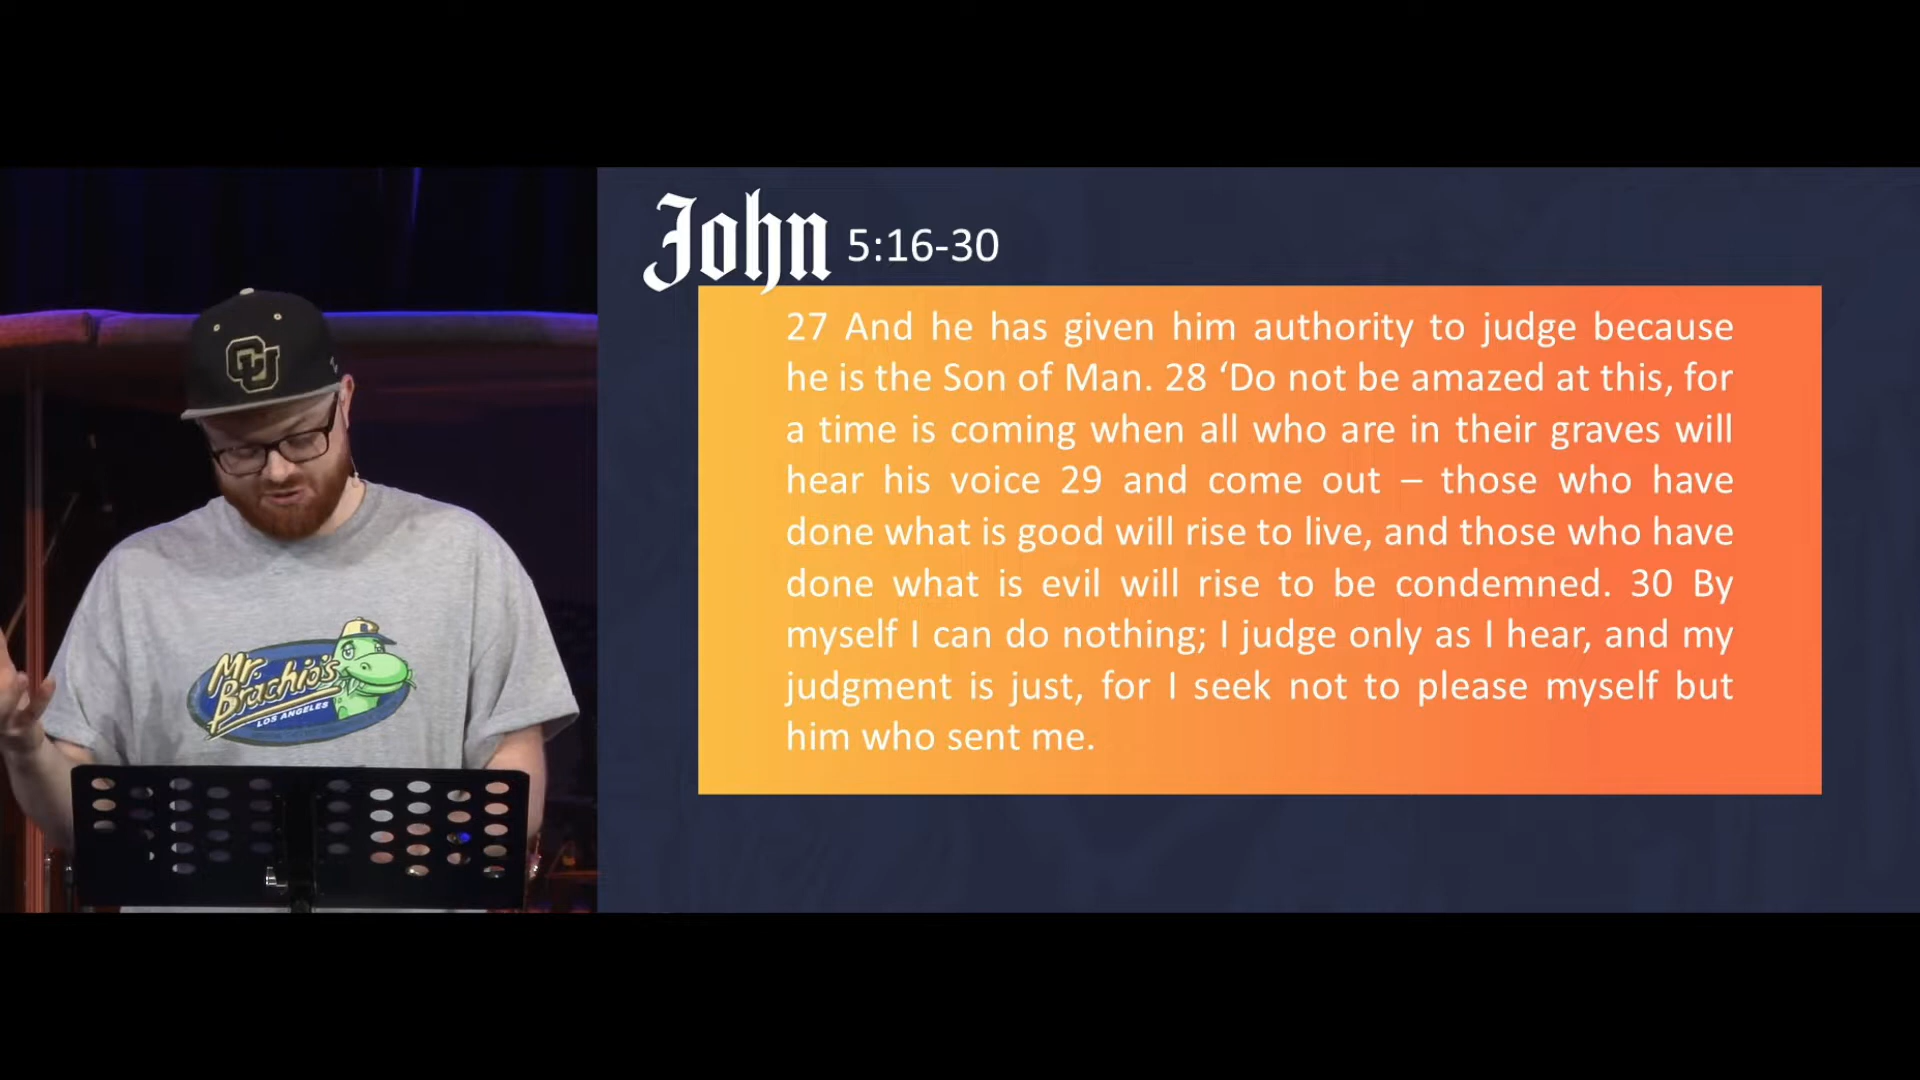 John 5:16-30
27 And he has given him authority to judge because
he is the Son of Man. 28 ‘Do not be amazed at this, for
a time is coming when all who are in their graves will
hear his voice 29 and come out – those who have
done what is good will rise to live, and those who have
done what is evil will rise to be condemned. 30 By
myself I can do nothing; I judge only as I hear, and my
judgment is just, for I seek not to please myself but
him who sent me.
CU
Mr.
Brachio's
LOS ANGELES